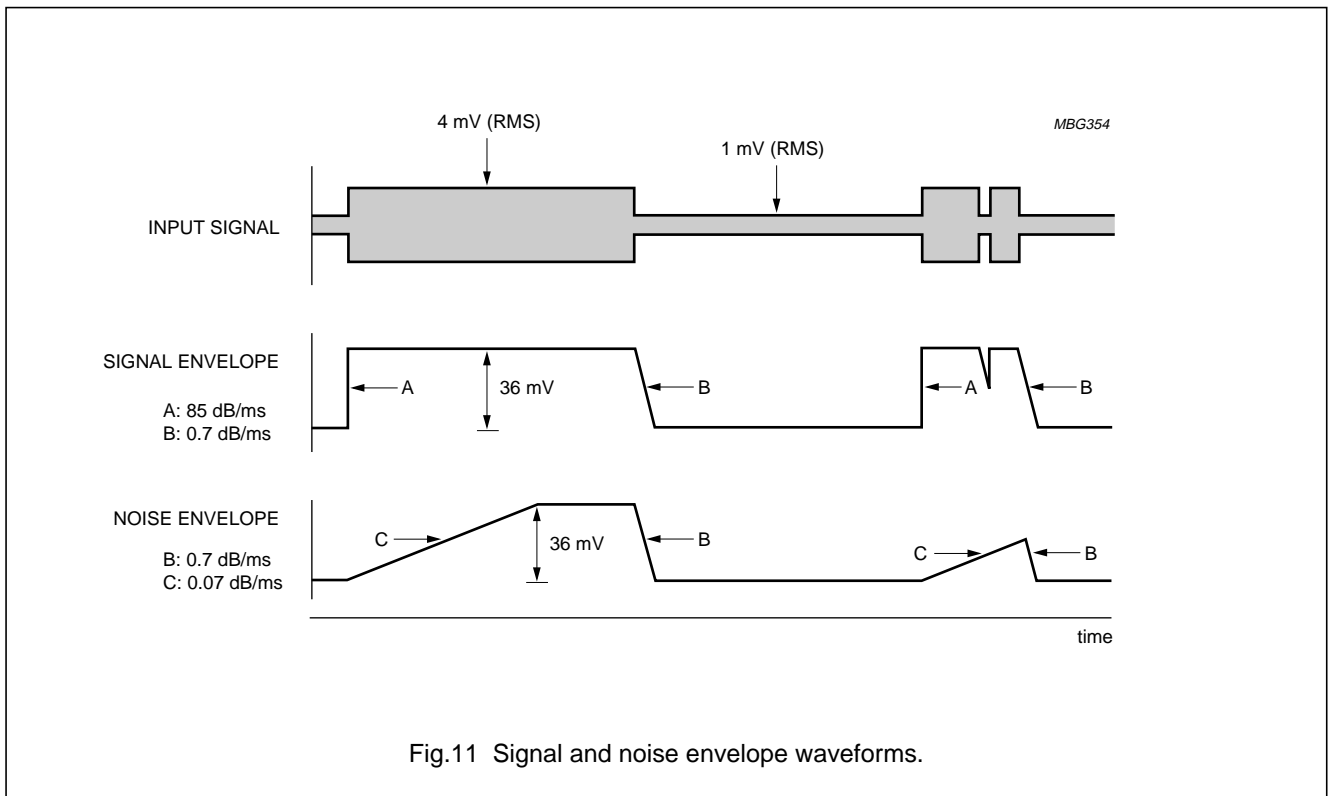 4 mV (RMS)
MBG354
1 mV (RMS)
INPUT SIGNAL
SIGNAL ENVELOPE
A
36 mV
B
A
B
A: 85 dB/ms
B: 0.7 dB/ms
NOISE ENVELOPE
C
36 mV
B
C
B
B: 0.7 dB/ms
C: 0.07 dB/ms
time
Fig.11 Signal and noise envelope waveforms.